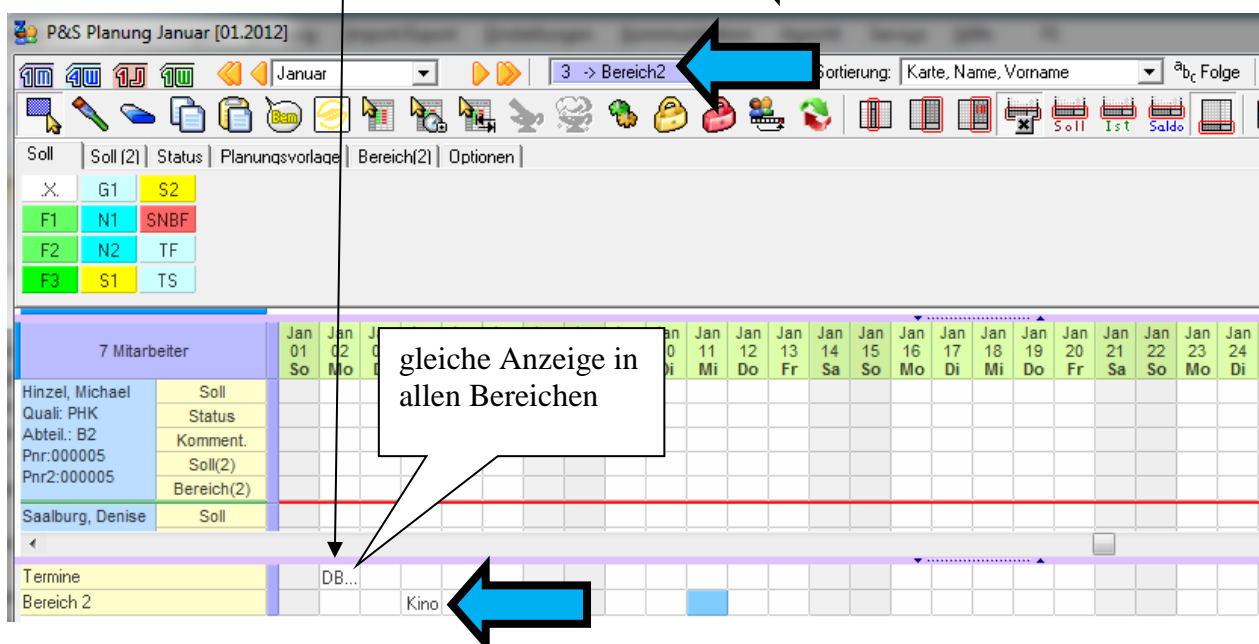 P&S Planung Januar [01.2012]
1m 4W 1J 1W Januar 3 -> Bereich2 Sortierung: Karte, Name, Vorname abc Folge
Bem Soll Ist Saldo
Soll Soll (2) Status Planungsvorlage Bereich(2) Optionen
.X. G1 S2
F1 N1 SNBF
F2 N2 TF
F3 S1 TS
7 Mitarbeiter
Jan Jan Jan Jan Jan Jan Jan Jan Jan Jan Jan Jan Jan Jan Jan Jan
01 02 11 12 13 14 15 16 17 18 19 20 21 22 23 24
So Mo Mi Do Fr Sa So Mo Di Mi Do Fr Sa So Mo Di
gleiche Anzeige in
allen Bereichen
Hinzel, Michael Soll
Quali: PHK Status
Abteil.: B2 Komment.
Pnr:000005 Soll(2)
Pnr2:000005 Bereich(2)
Saalburg, Denise Soll
Termine DB...
Bereich 2 Kino